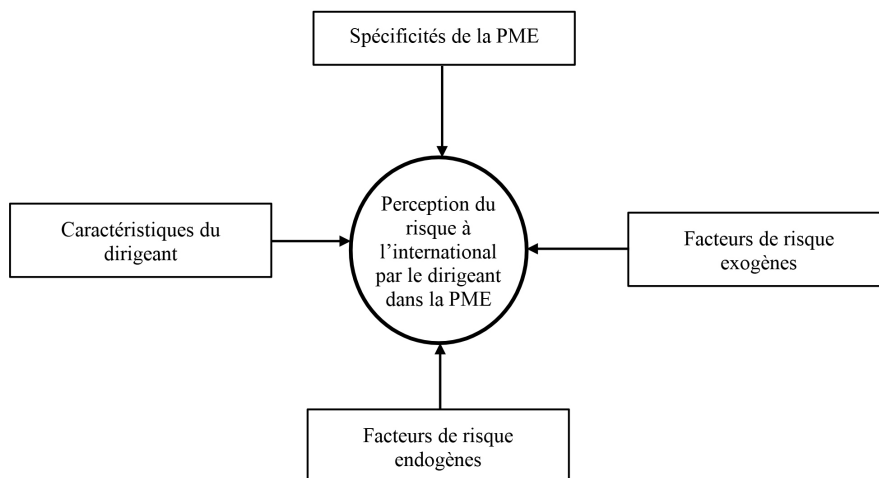 Spécificités de la PME
Caractéristiques du
dirigeant
Perception du
risque à
l’international
par le dirigeant
dans la PME
Facteurs de risque
exogènes
Facteurs de risque
endogènes